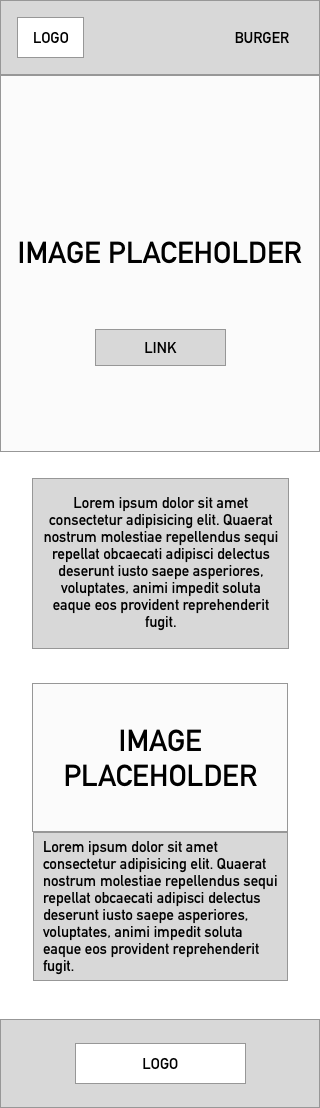 LOGO BURGER
IMAGE PLACEHOLDER
LINK
Lorem ipsum dolor sit amet
consectetur adipisicing elit. Quaerat
nostrum molestiae repellendus sequi
repellat obcaecati adipisci delectus
deserunt iusto saepe asperiores,
voluptates, animi impedit soluta
eaque eos provident reprehenderit
fugit.
IMAGE
PLACEHOLDER
Lorem ipsum dolor sit amet
consectetur adipisicing elit. Quaerat
nostrum molestiae repellendus sequi
repellat obcaecati adipisci delectus
deserunt iusto saepe asperiores,
voluptates, animi impedit soluta
eaque eos provident reprehenderit
fugit.
LOGO